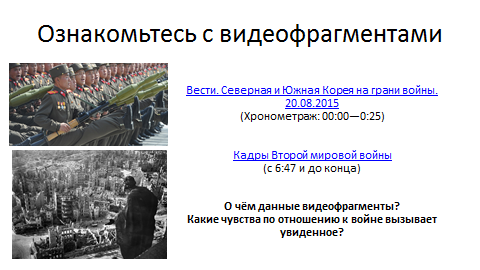 Ознакомьтесь с видеофрагментами
Вести. Северная и Южная Корея на грани войны.
20.08.2015
(Хронометраж: 00:00—0:25)
Кадры Второй мировой войны
(с 6:47 и до конца)
О чём данные видеофрагменты?
Какие чувства по отношению к войне вызывает
увиденное?